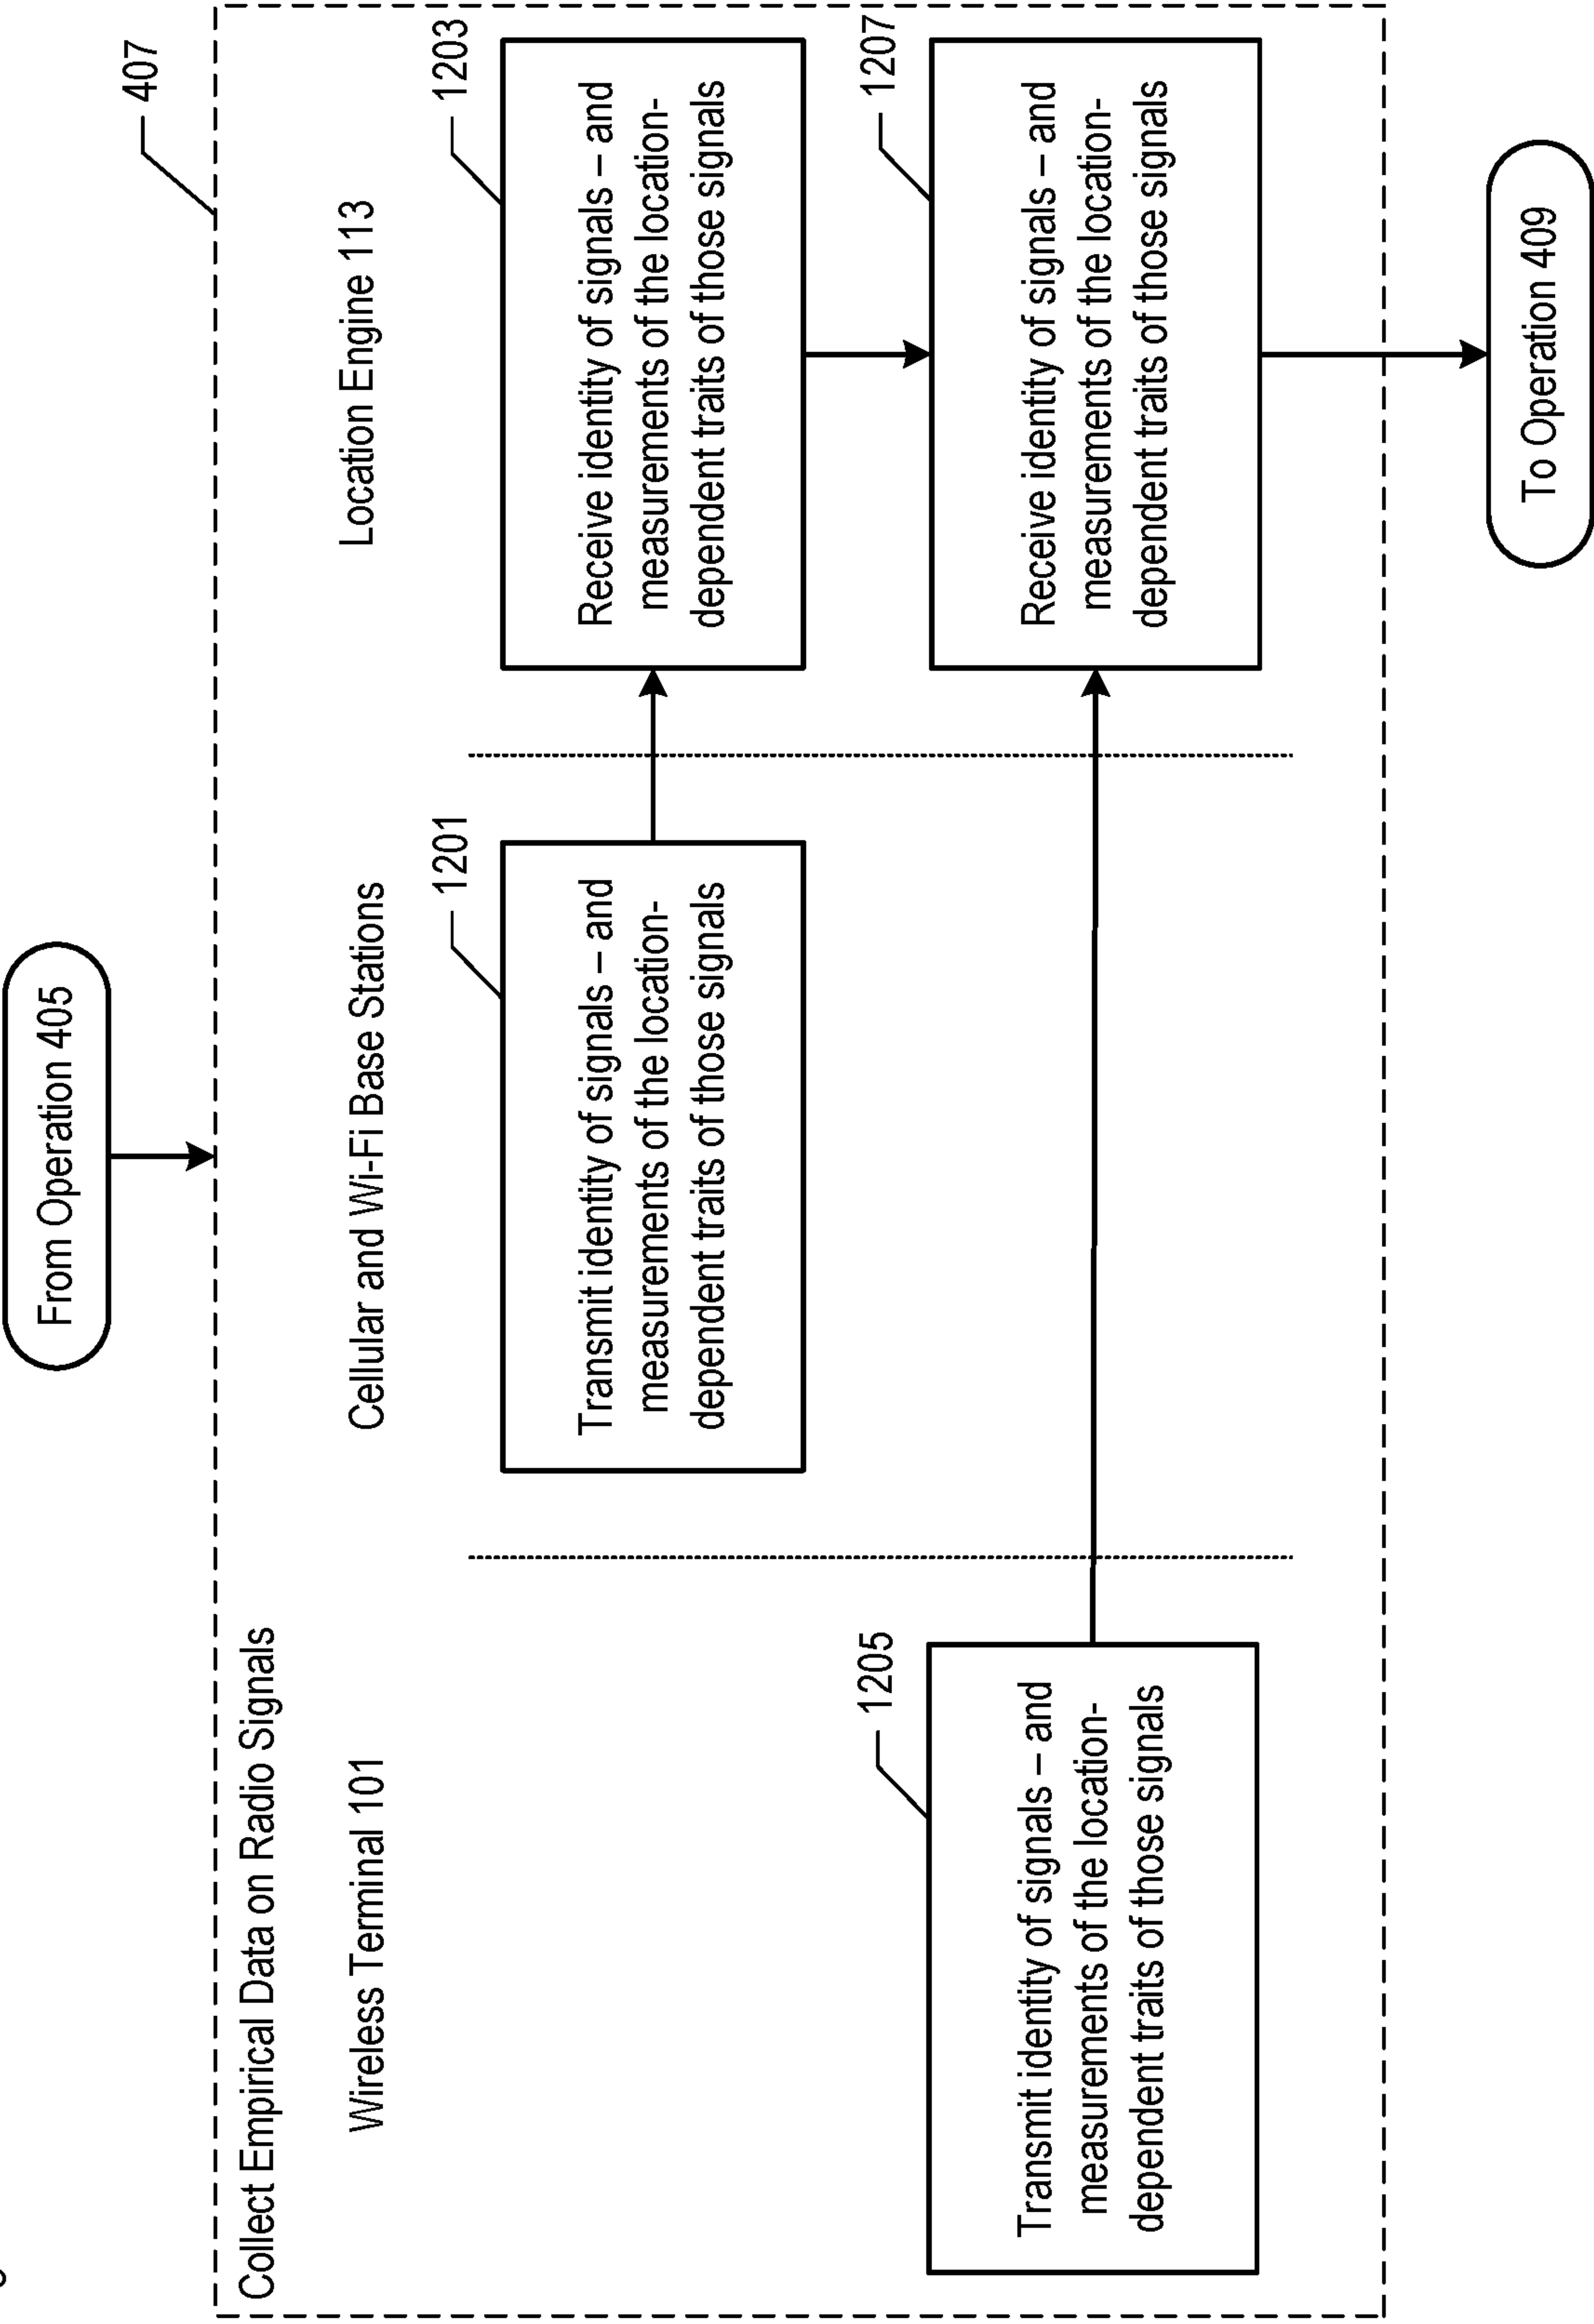 From Operation 405
407
Collect Empirical Data on Radio Signals
Wireless Terminal 101
Cellular and Wi-Fi Base Stations
Location Engine 113
1201
Transmit identity of signals – and
measurements of the location-
dependent traits of those signals
1203
Receive identity of signals – and
measurements of the location-
dependent traits of those signals
1205
Transmit identity of signals – and
measurements of the location-
dependent traits of those signals
1207
Receive identity of signals – and
measurements of the location-
dependent traits of those signals
To Operation 409